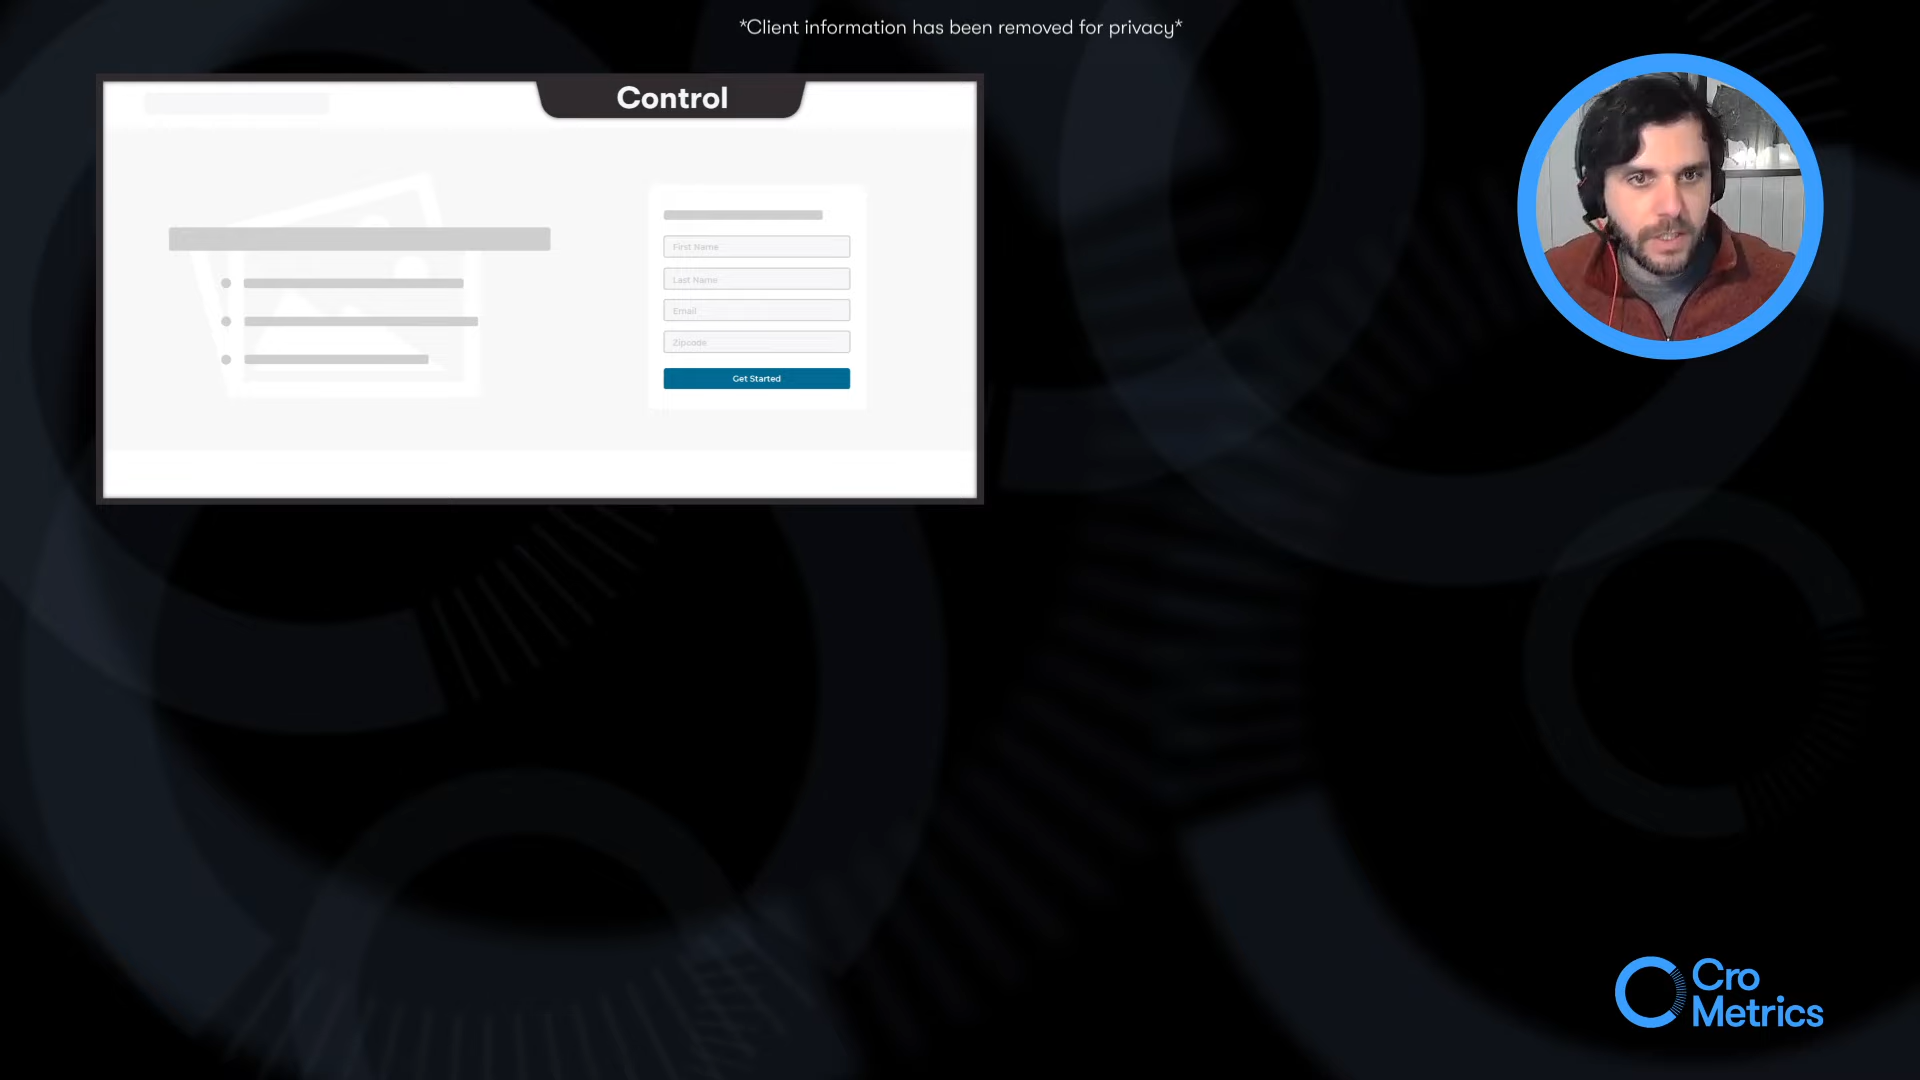 *Client information has been removed for privacy*
Control
First Name
Last Name
Email
Zipcode
Get Started
Cro
Metrics